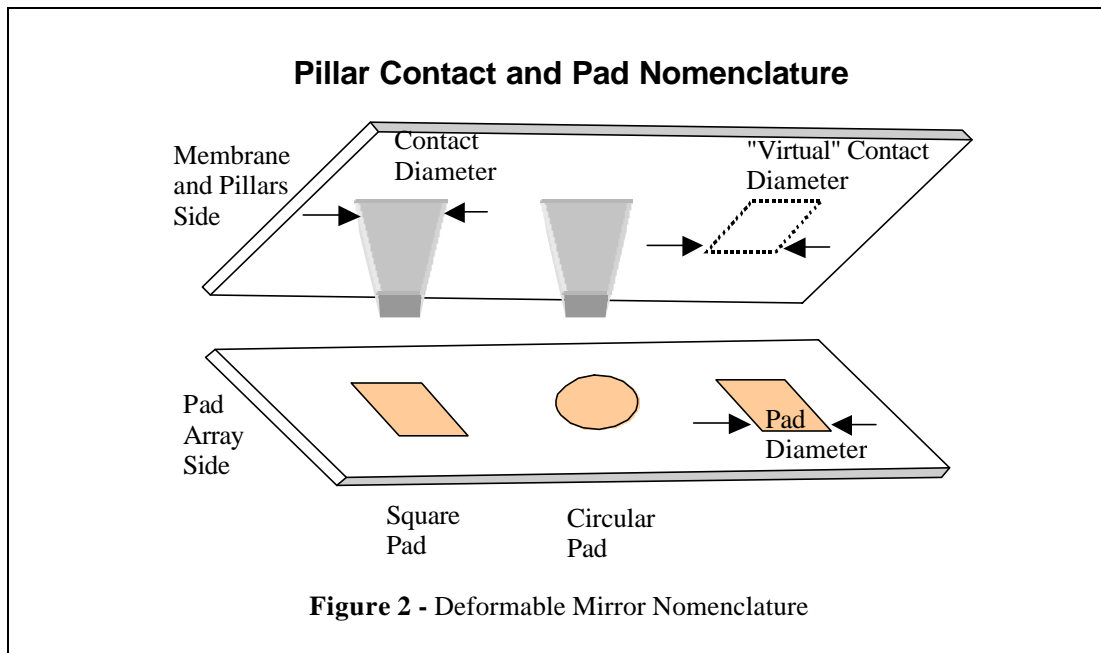 Pillar Contact and Pad Nomenclature
Membrane
and Pillars
Side
Contact
Diameter
"Virtual" Contact
Diameter
Pad
Array
Side
Pad
Diameter
Square
Pad
Circular
Pad
Figure 2 - Deformable Mirror Nomenclature